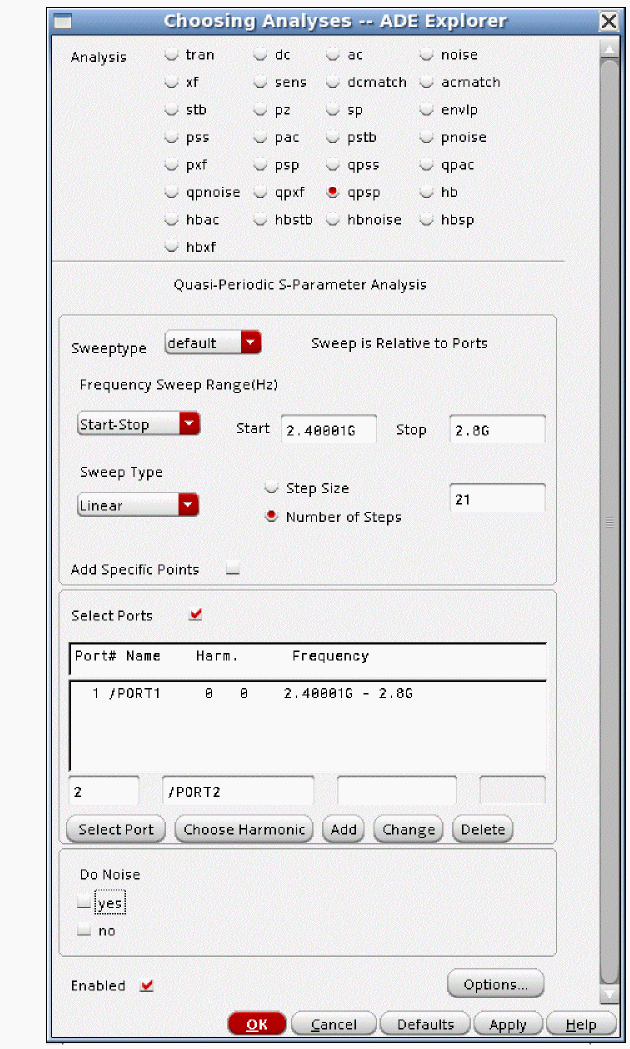 Choosing Analyses -- ADE Explorer
Analysis tran dc ac noise
xf sens dcmatch acmatch
stb pz sp envlp
pss pac pstb pnoise
pxf psp qpss qpac
qpnoise qpxf qpsp hb
hbac hbstb hbnoise hbsp
hbxf
Quasi-Periodic S-Parameter Analysis
Sweeptype default Sweep is Relative to Ports
Frequency Sweep Range(Hz)
Start-Stop Start 2.40001G Stop 2.8G
Sweep Type
Step Size
Linear 21
Number of Steps
Add Specific Points
Select Ports
Port# Name Harm. Frequency
1 /PORT1 0 0 2.40001G - 2.8G
2 /PORT2
Select Port Choose Harmonic Add Change Delete
Do Noise
yes
no
Enabled Options...
OK Cancel Defaults Apply Help